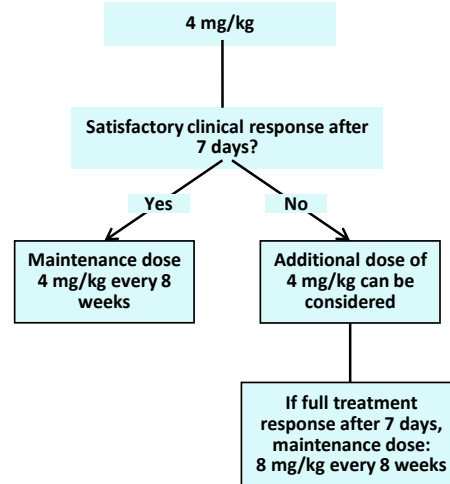 4 mg/kg
Satisfactory clinical response after
7 days?
Yes
No
Maintenance dose
4 mg/kg every 8
weeks
Additional dose of
4 mg/kg can be
considered
If full treatment
response after 7 days,
maintenance dose:
8 mg/kg every 8 weeks